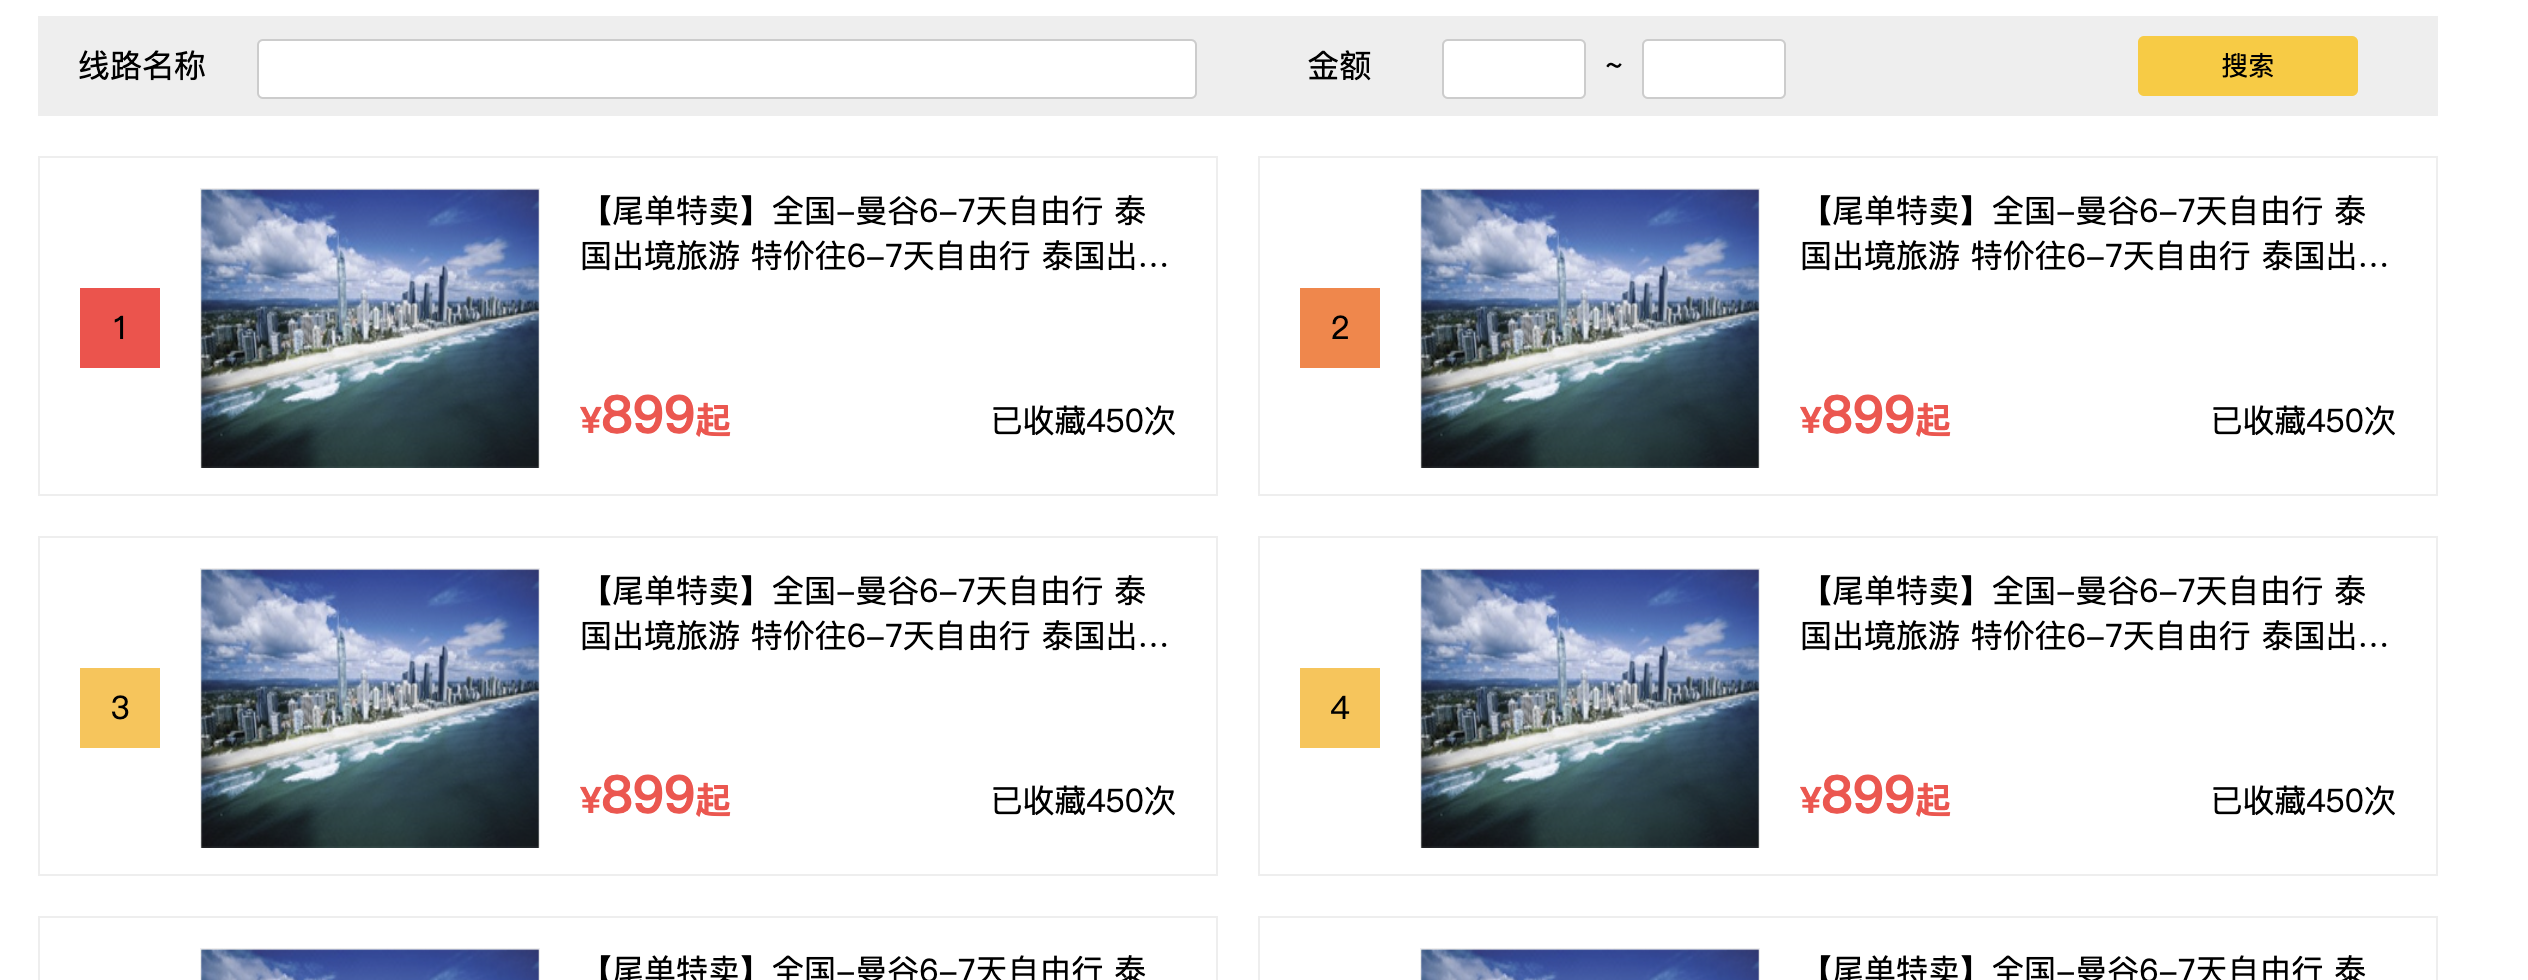 线路名称 金额 ~ 搜索
1
【尾单特卖】全国-曼谷6-7天自由行 泰
国出境旅游 特价往6-7天自由行 泰国出...
¥899起 已收藏450次
2
【尾单特卖】全国-曼谷6-7天自由行 泰
国出境旅游 特价往6-7天自由行 泰国出...
¥899起 已收藏450次
3
【尾单特卖】全国-曼谷6-7天自由行 泰
国出境旅游 特价往6-7天自由行 泰国出...
¥899起 已收藏450次
4
【尾单特卖】全国-曼谷6-7天自由行 泰
国出境旅游 特价往6-7天自由行 泰国出...
¥899起 已收藏450次
【尾单特卖】全国-曼谷6-7天自由行 泰
【尾单特卖】全国-曼谷6-7天自由行 泰